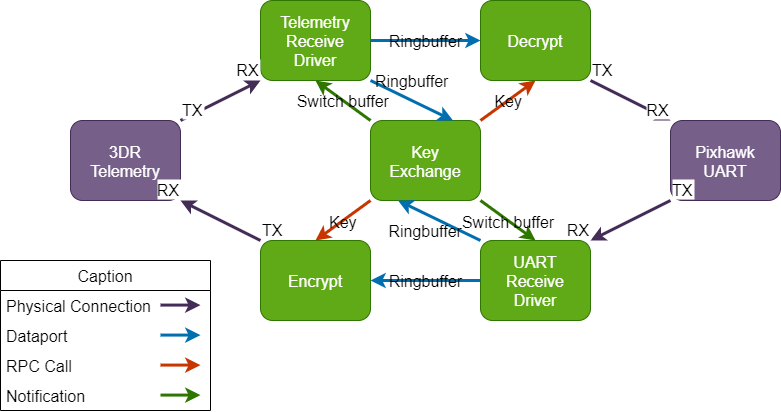 Telemetry
Receive
Driver
Ringbuffer
Decrypt
RX
TX
Ringbuffer
Switch buffer
Key
TX
RX
3DR
Telemetry
RX
Key
Exchange
Pixhawk
UART
TX
Key
Ringbuffer
Switch buffer
TX
RX
Encrypt
Ringbuffer
UART
Receive
Driver
Caption
Physical Connection
Dataport
RPC Call
Notification